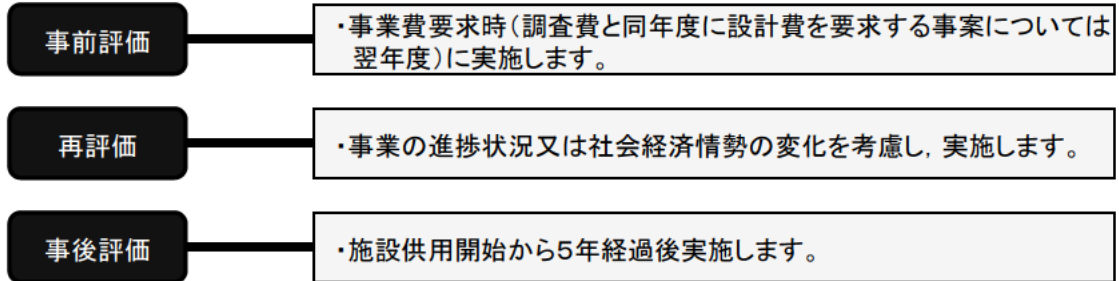 事前評価
・事業費要求時（調査費と同年度に設計費を要求する事案については
翌年度）に実施します。
再評価
・事業の進捗状況又は社会経済情勢の変化を考慮し，実施します。
事後評価
・施設供用開始から５年経過後実施します。